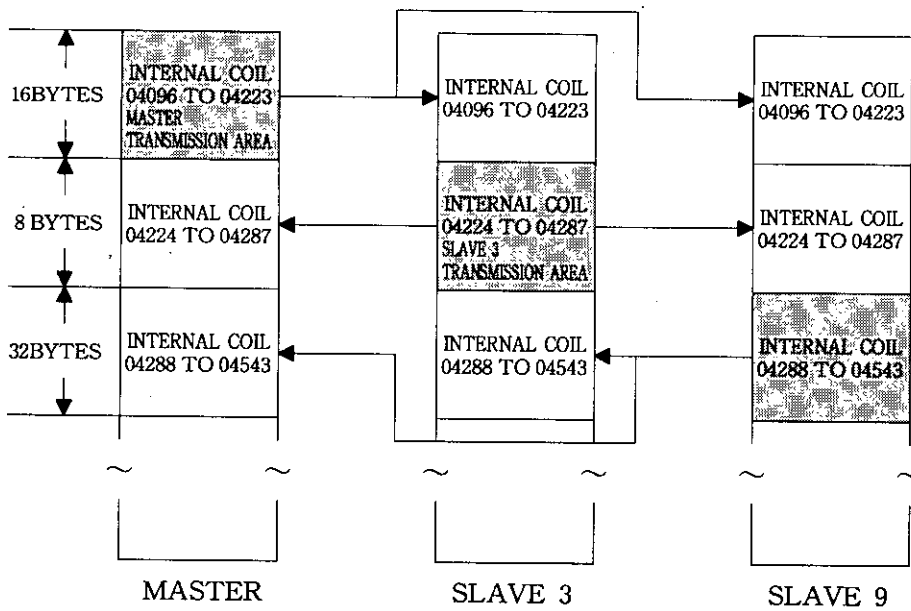 16BYTES
INTERNAL COIL
04096 TO 04223
MASTER
TRANSMISSION AREA
INTERNAL COIL
04096 TO 04223
INTERNAL COIL
04096 TO 04223
8 BYTES
INTERNAL COIL
04224 TO 04287
INTERNAL COIL
04224 TO 04287
SLAVE 3
TRANSMISSION AREA
INTERNAL COIL
04224 TO 04287
32BYTES
INTERNAL COIL
04288 TO 04543
INTERNAL COIL
04288 TO 04543
INTERNAL COIL
04288 TO 04543
MASTER
SLAVE 3
SLAVE 9